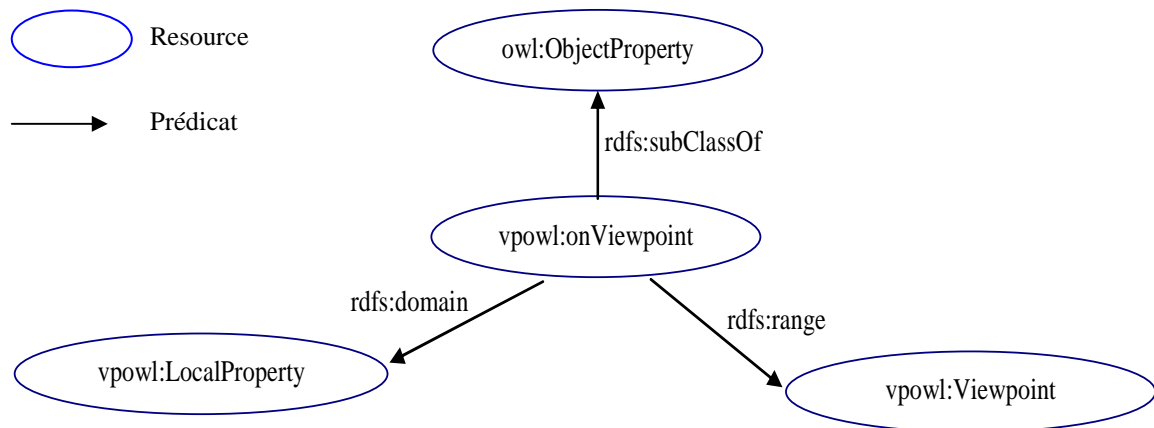 Resource
owl:ObjectProperty
Prédicat
rdfs:subClassOf
vpowl:onViewpoint
rdfs:domain
rdfs:range
vpowl:LocalProperty
vpowl:Viewpoint